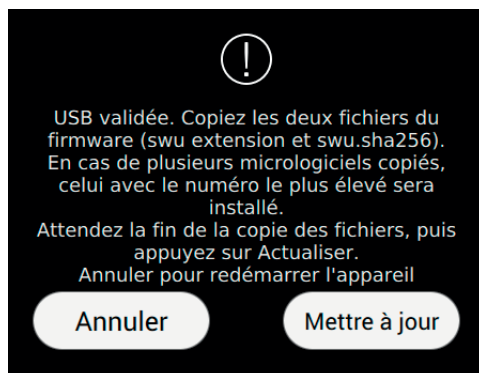 USB validée. Copiez les deux fichiers du
firmware (swu extension et swu.sha256).
En cas de plusieurs micrologiciels copiés,
celui avec le numéro le plus élevé sera
installé.
Attendez la fin de la copie des fichiers, puis
appuyez sur Actualiser.
Annuler pour redémarrer l'appareil
Annuler
Mettre à jour